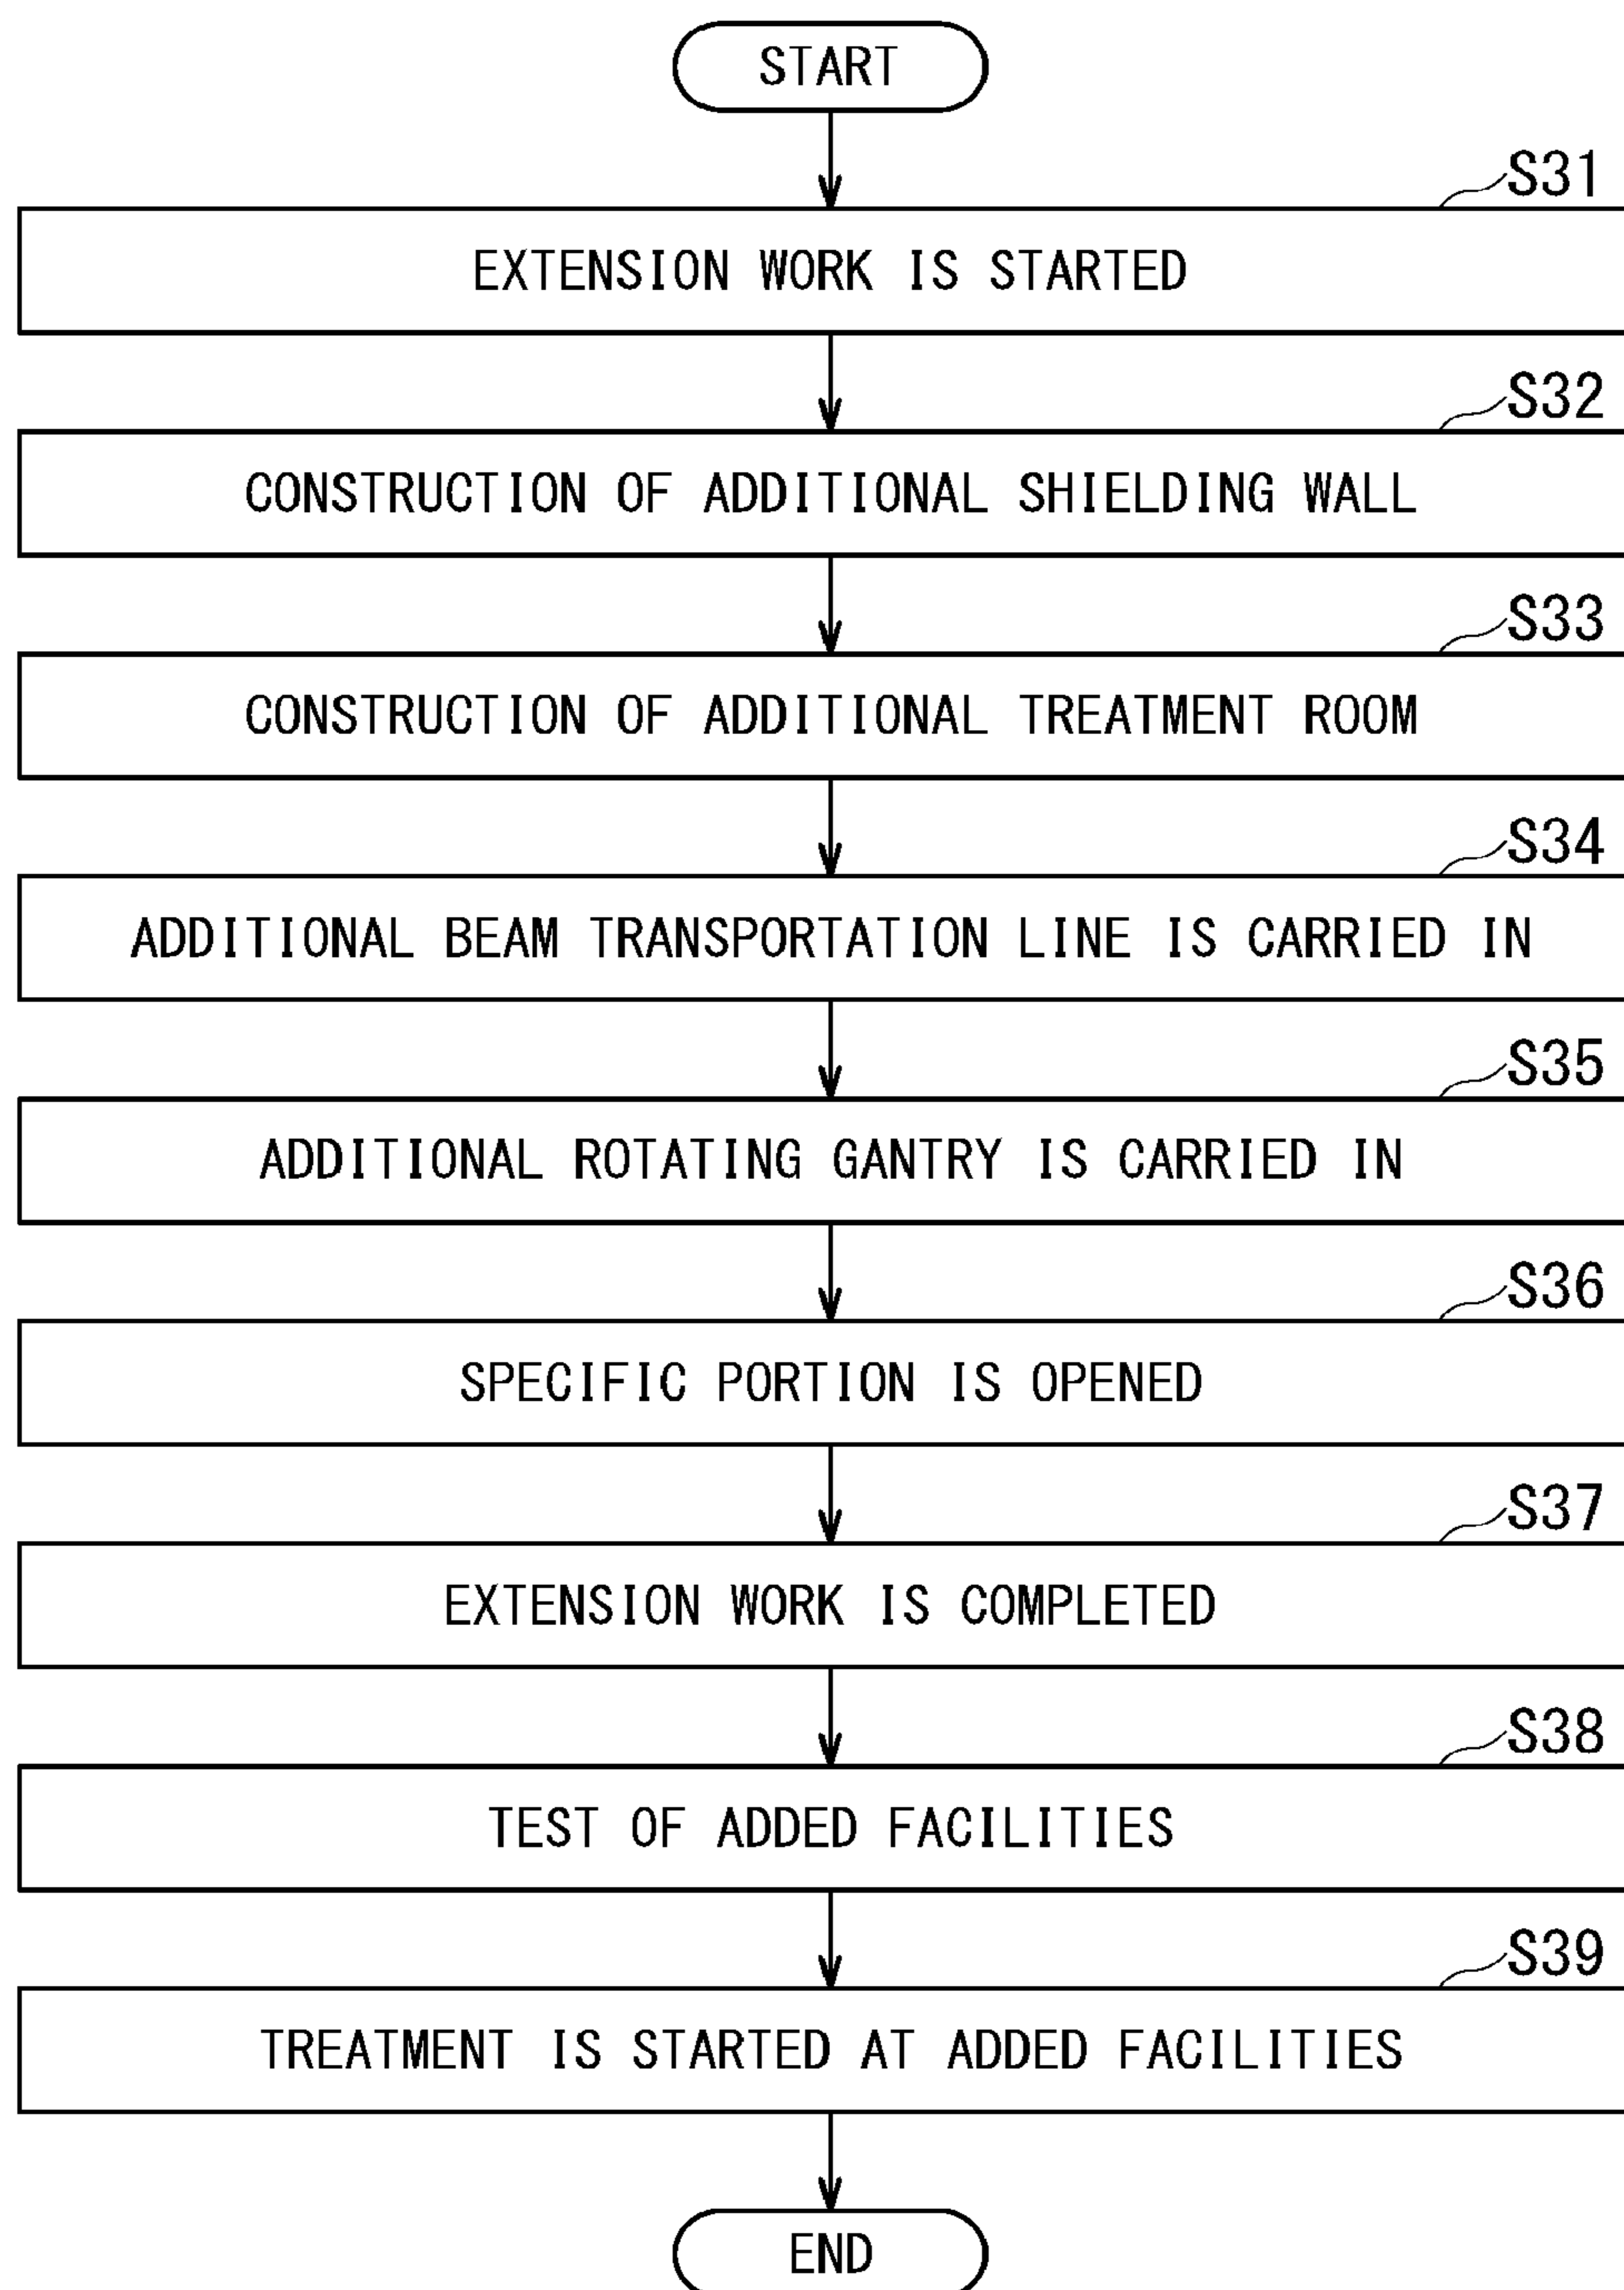 START
S31
EXTENSION WORK IS STARTED
S32
CONSTRUCTION OF ADDITIONAL SHIELDING WALL
S33
CONSTRUCTION OF ADDITIONAL TREATMENT ROOM
S34
ADDITIONAL BEAM TRANSPORTATION LINE IS CARRIED IN
S35
ADDITIONAL ROTATING GANTRY IS CARRIED IN
S36
SPECIFIC PORTION IS OPENED
S37
EXTENSION WORK IS COMPLETED
S38
TEST OF ADDED FACILITIES
S39
TREATMENT IS STARTED AT ADDED FACILITIES
END